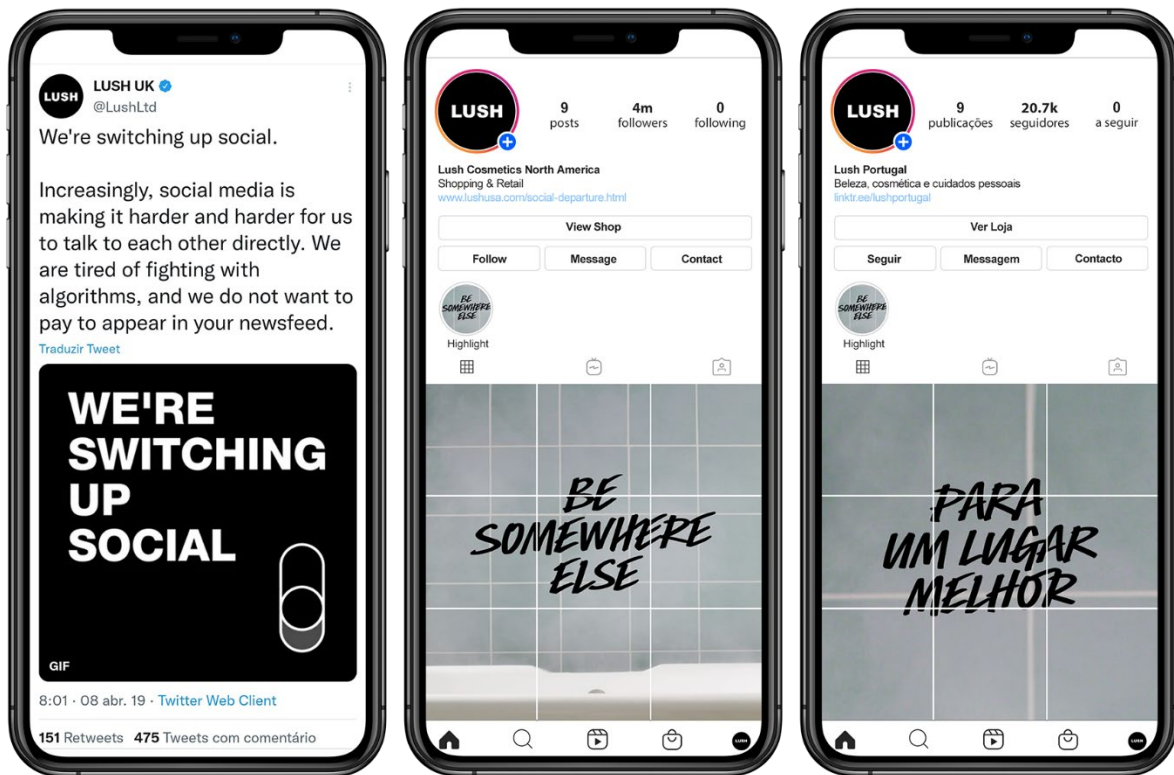 LUSH
LUSH UK
@LushLtd
We're switching up social.
Increasingly, social media is
making it harder and harder for us
to talk to each other directly. We
are tired of fighting with
algorithms, and we do not want to
pay to appear in your newsfeed.
Traduzir Tweet
WE'RE
SWITCHING
UP
SOCIAL
GIF
8:01 · 08 abr. 19 · Twitter Web Client
151 Retweets 475 Tweets com comentário
LUSH
9 4m 0
posts followers following
Lush Cosmetics North America
Shopping & Retail
www.lushusa.com/social-departure.html
View Shop
Follow Message Contact
BE
SOMEWHERE
ELSE
Highlight
BE
SOMEWHERE
ELSE
LUSH
LUSH
9 20.7k 0
publicações seguidores a seguir
Lush Portugal
Beleza, cosmética e cuidados pessoais
linktr.ee/lushportugal
Ver Loja
Seguir Messagem Contacto
BE
SOMEWHERE
ELSE
Highlight
PARA
UM LUGAR
MELHOR
LUSH